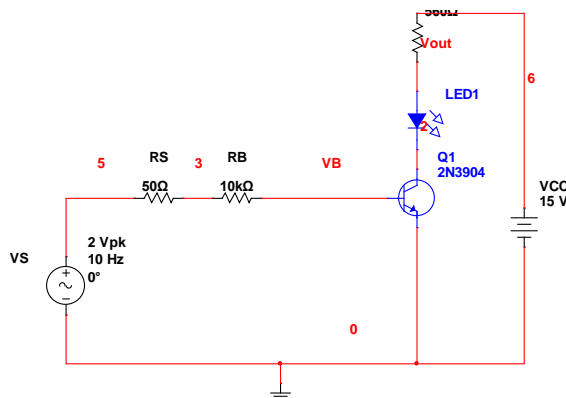 560Ω
Vout
6
LED1
2
5
RS
3
RB
VB
Q1
2N3904
50Ω
10kΩ
VCC
15 V
2 Vpk
10 Hz
0°
VS
0